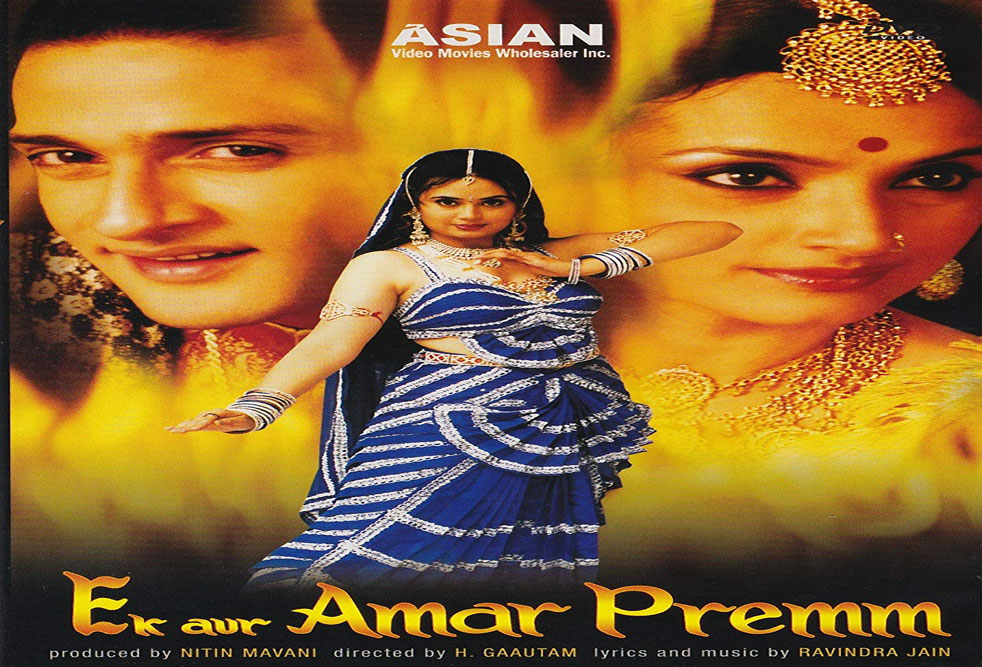 ASIAN
VIDEO
Video Movies Wholesaler Inc.
Ek aur Amar Premm
produced by NITIN MAVANI directed by H. GAAUTAM lyrics and music by RAVINDRA JAIN